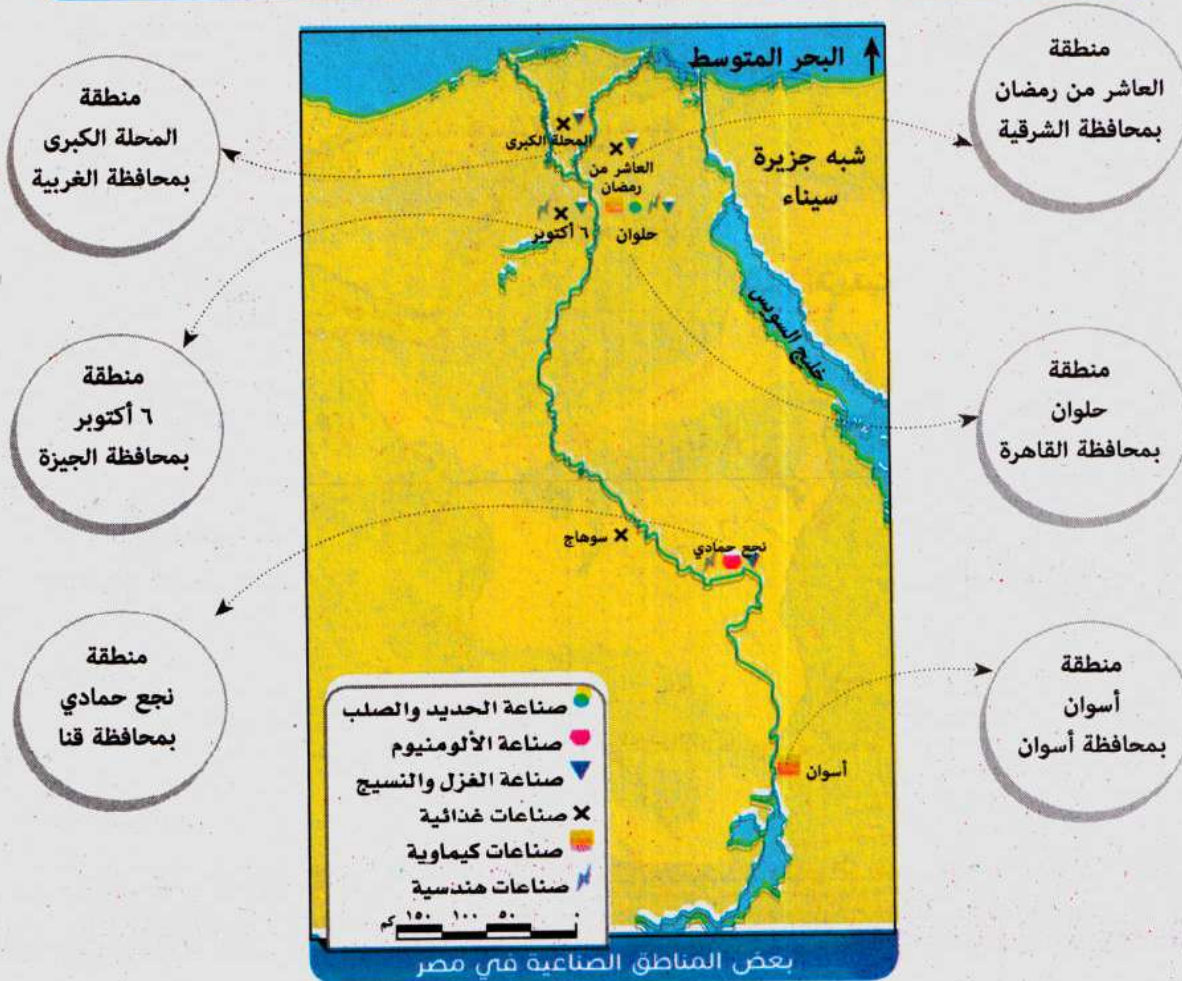 منطقة
العاشر من رمضان
بمحافظة الشرقية
منطقة
المحلة الكبرى
بمحافظة الغربية
البحر المتوسط
شبه جزيرة
سيناء
المحلة الكبرى
العاشر من
رمضان
٦ أكتوبر
حلوان
خليج السويس
منطقة
حلوان
بمحافظة القاهرة
منطقة
٦ أكتوبر
بمحافظة الجيزة
سوهاج
نجع حمادي
منطقة
أسوان
بمحافظة أسوان
منطقة
نجع حمادي
بمحافظة قنا
أسوان
صناعة الحديد والصلب
صناعة الألومنيوم
صناعة الغزل والنسيج
صناعات غذائية
صناعات كيماوية
صناعات هندسية
٠ ٥٠ ١٠٠ ١٥٠ كم
بعض المناطق الصناعية في مصر